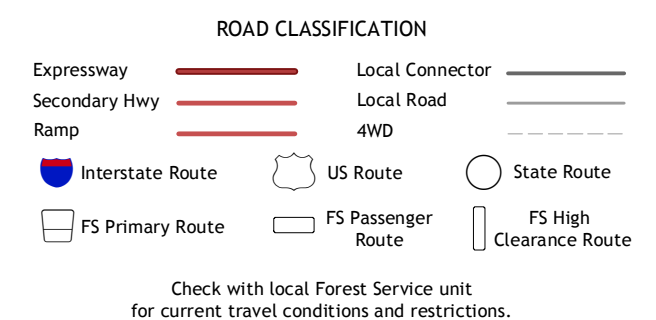 ROAD CLASSIFICATION
Expressway
Local Connector
Secondary Hwy
Local Road
Ramp
4WD
Interstate Route
US Route
State Route
FS Primary Route
FS Passenger
Route
FS High
Clearance Route
Check with local Forest Service unit
for current travel conditions and restrictions.